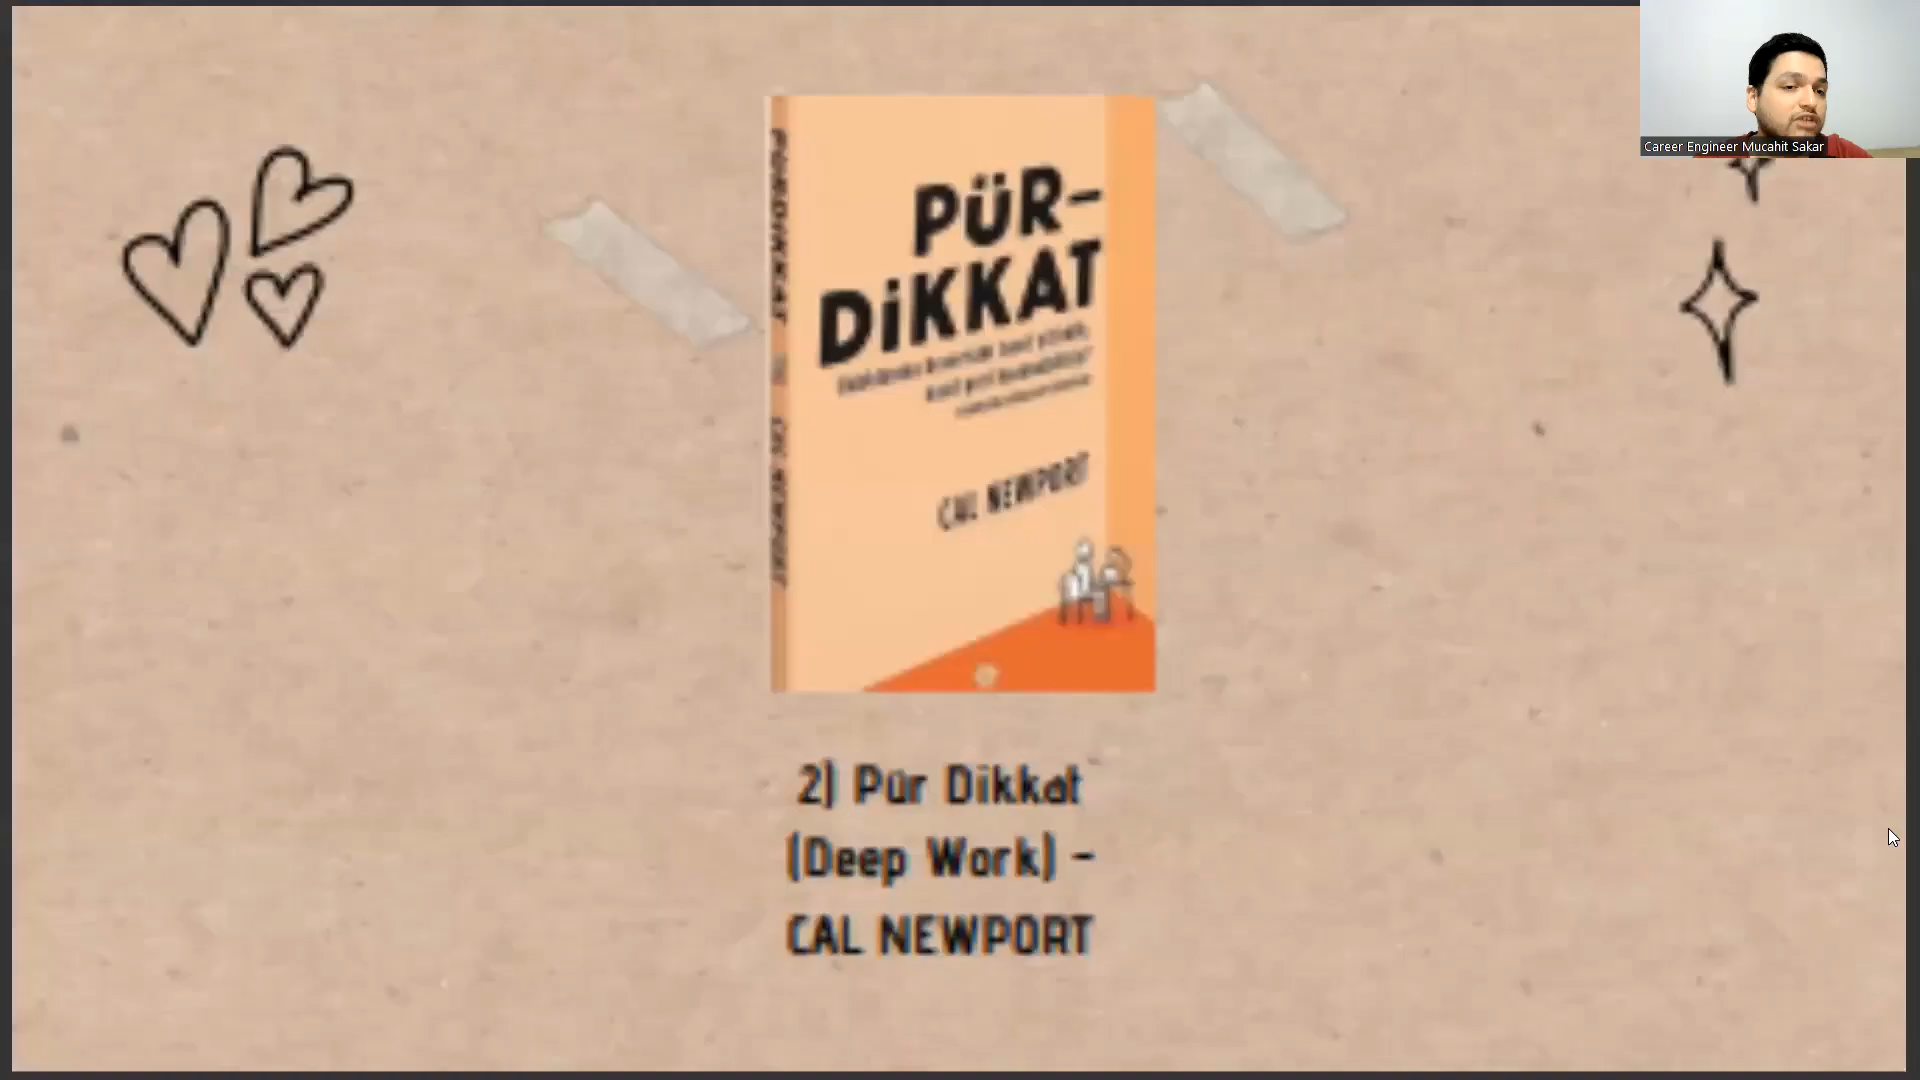 Career Engineer Mucahit Sakar
PÜR-
DİKKAT
CAL NEWPORT
PÜR-DİKKAT
CAL NEWPORT
2) Pür Dikkat
(Deep Work) -
CAL NEWPORT